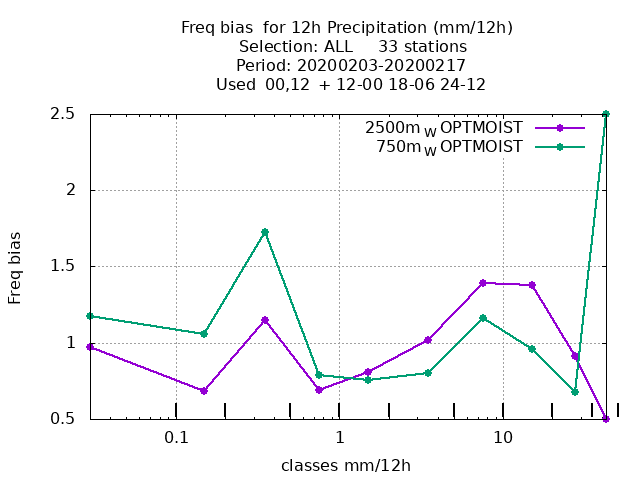 Freq bias  for 12h Precipitation (mm/12h)
Selection: ALL     33 stations
Period: 20200203-20200217
Used  00,12  + 12-00 18-06 24-12
2500m W OPTMOIST
750m W OPTMOIST
2.5
2
1.5
1
0.5
Freq bias
0.1 1 10
classes mm/12h